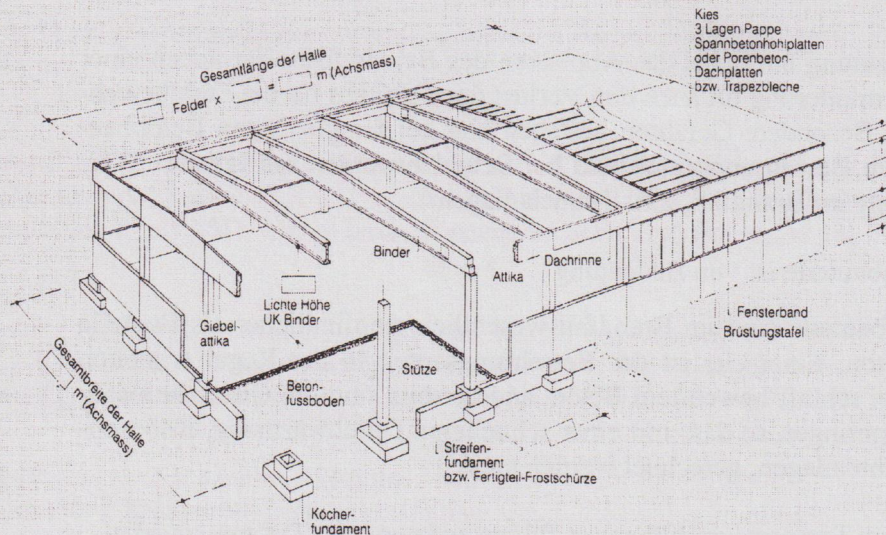 Kies
3 Lagen Pappe
Spannbetonhohlplatten
oder Porenbeton-
Dachplatten
bzw. Trapezbleche
Gesamtlänge der Halle
Felder x = m (Achsmass)
Binder
Attika
Dachrinne
Lichte Höhe
UK Binder
Giebel-
attika
Fensterband
Brüstungstafel
Stütze
Beton-
fussboden
Gesamtbreite der Halle
m (Achsmass)
Streifen-
fundament
bzw. Fertigteil-Frostschürze
Köcher-
fundament